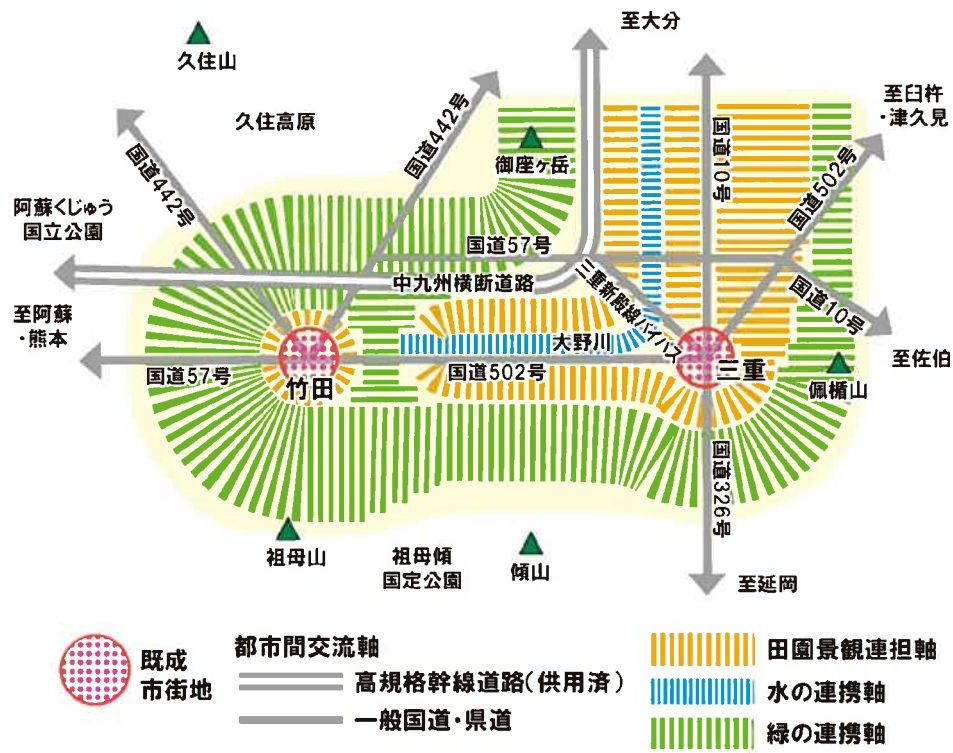 至大分
久住山
至臼杵
・津久見
久住高原
国道442号
国道10号
御座ヶ岳
国道442号
国道502号
阿蘇くじゅう
国立公園
国道57号
中九州横断道路
三重新殿線バイパス
国道10号
至阿蘇
・熊本
大野川
至佐伯
国道57号
竹田
国道502号
三重
佩楯山
国道326号
祖母山
祖母傾
国定公園
傾山
至延岡
既成
市街地
都市間交流軸
高規格幹線道路(供用済)
一般国道・県道
田園景観連担軸
水の連携軸
緑の連携軸